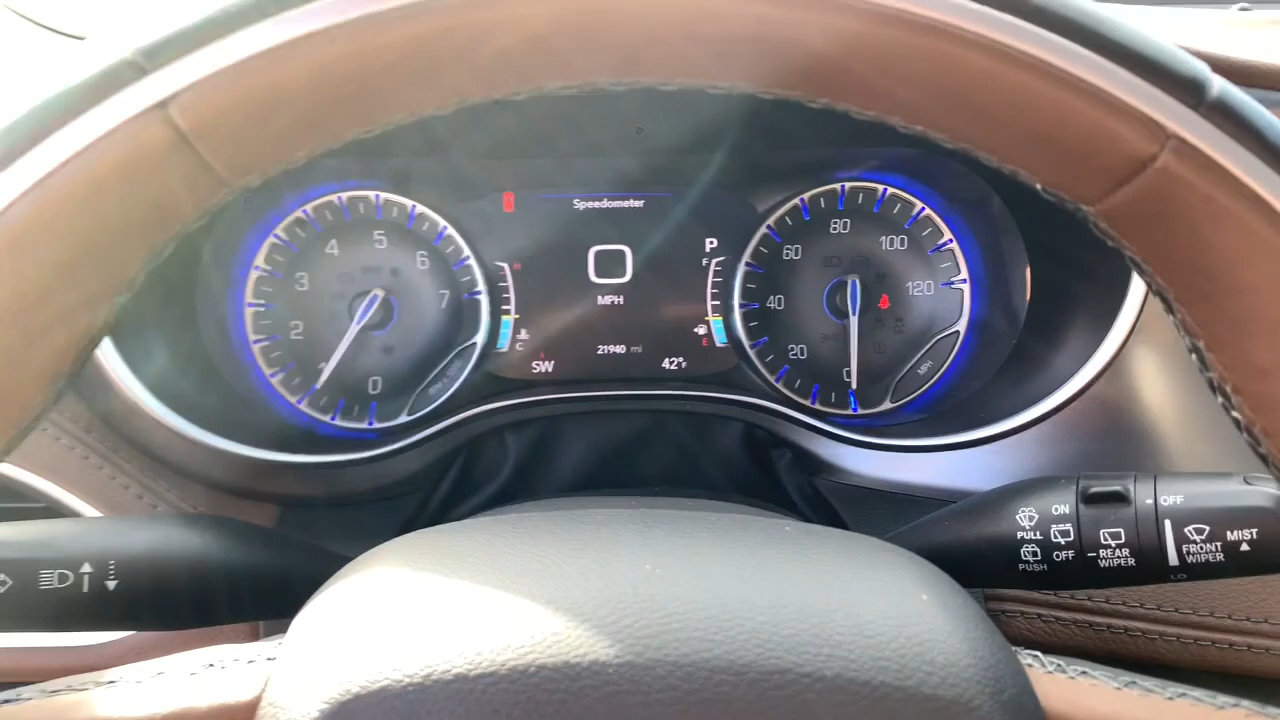 Speedometer
0
MPH
P
F
E
H
C
SW
21940 mi
42°F
0
1
2
3
4
5
6
7
0
20
40
60
80
100
120
MPH
ON
PULL
OFF
PUSH
REAR
WIPER
OFF
FRONT
WIPER
MIST
LO